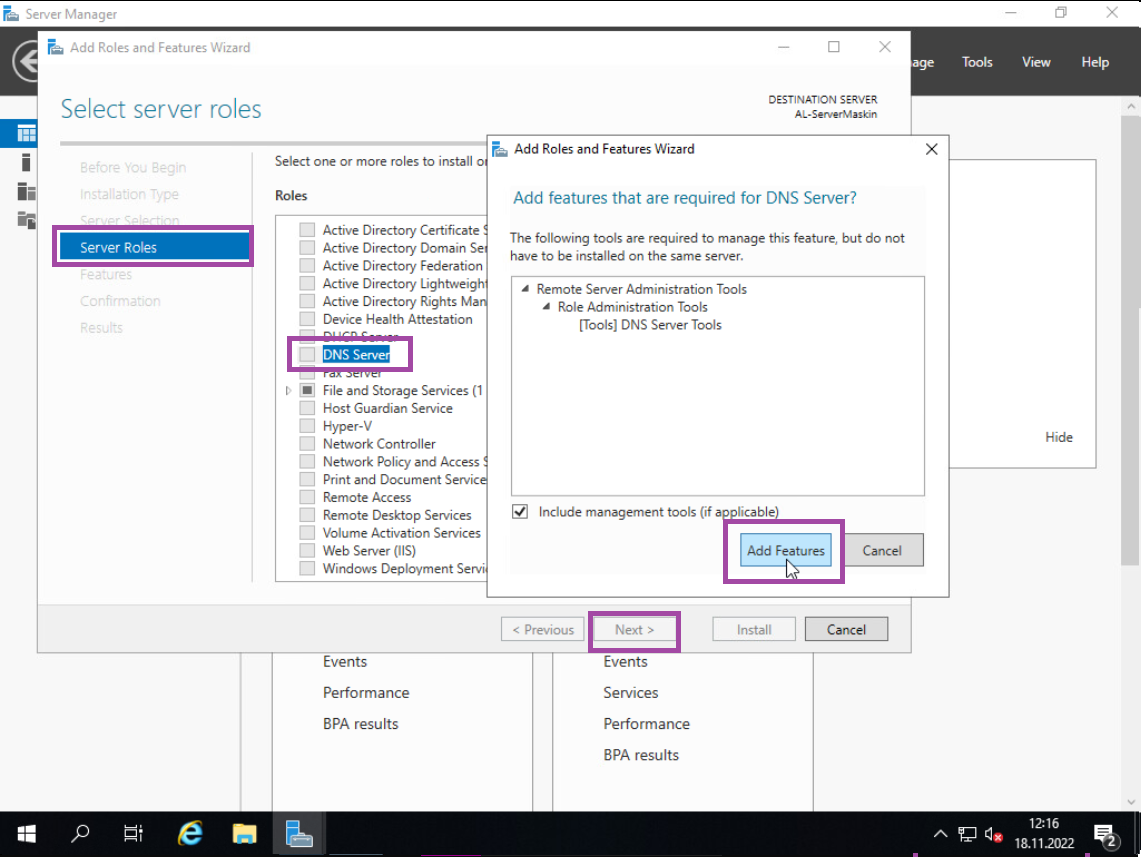 Server Manager
Add Roles and Features Wizard
Tools
View
Help
Select server roles
DESTINATION SERVER
AL-ServerMaskin
Before You Begin
Installation Type
Server Selection
Server Roles
Features
Confirmation
Results
Select one or more roles to install
Roles
Active Directory Certificate S
Active Directory Domain Ser
Active Directory Federation
Active Directory Lightweight
Active Directory Rights Man
Device Health Attestation
DHCP Server
DNS Server
Fax Server
File and Storage Services (1
Host Guardian Service
Hyper-V
Network Controller
Network Policy and Access S
Print and Document Service
Remote Access
Remote Desktop Services
Volume Activation Services
Web Server (IIS)
Windows Deployment Servi
Add Roles and Features Wizard
Add features that are required for DNS Server?
The following tools are required to manage this feature, but do not
have to be installed on the same server.
Remote Server Administration Tools
Role Administration Tools
[Tools] DNS Server Tools
Include management tools (if applicable)
Add Features
Cancel
Hide
< Previous
Next >
Install
Cancel
Events
Performance
BPA results
Events
Services
Performance
BPA results
12:16
18.11.2022
2